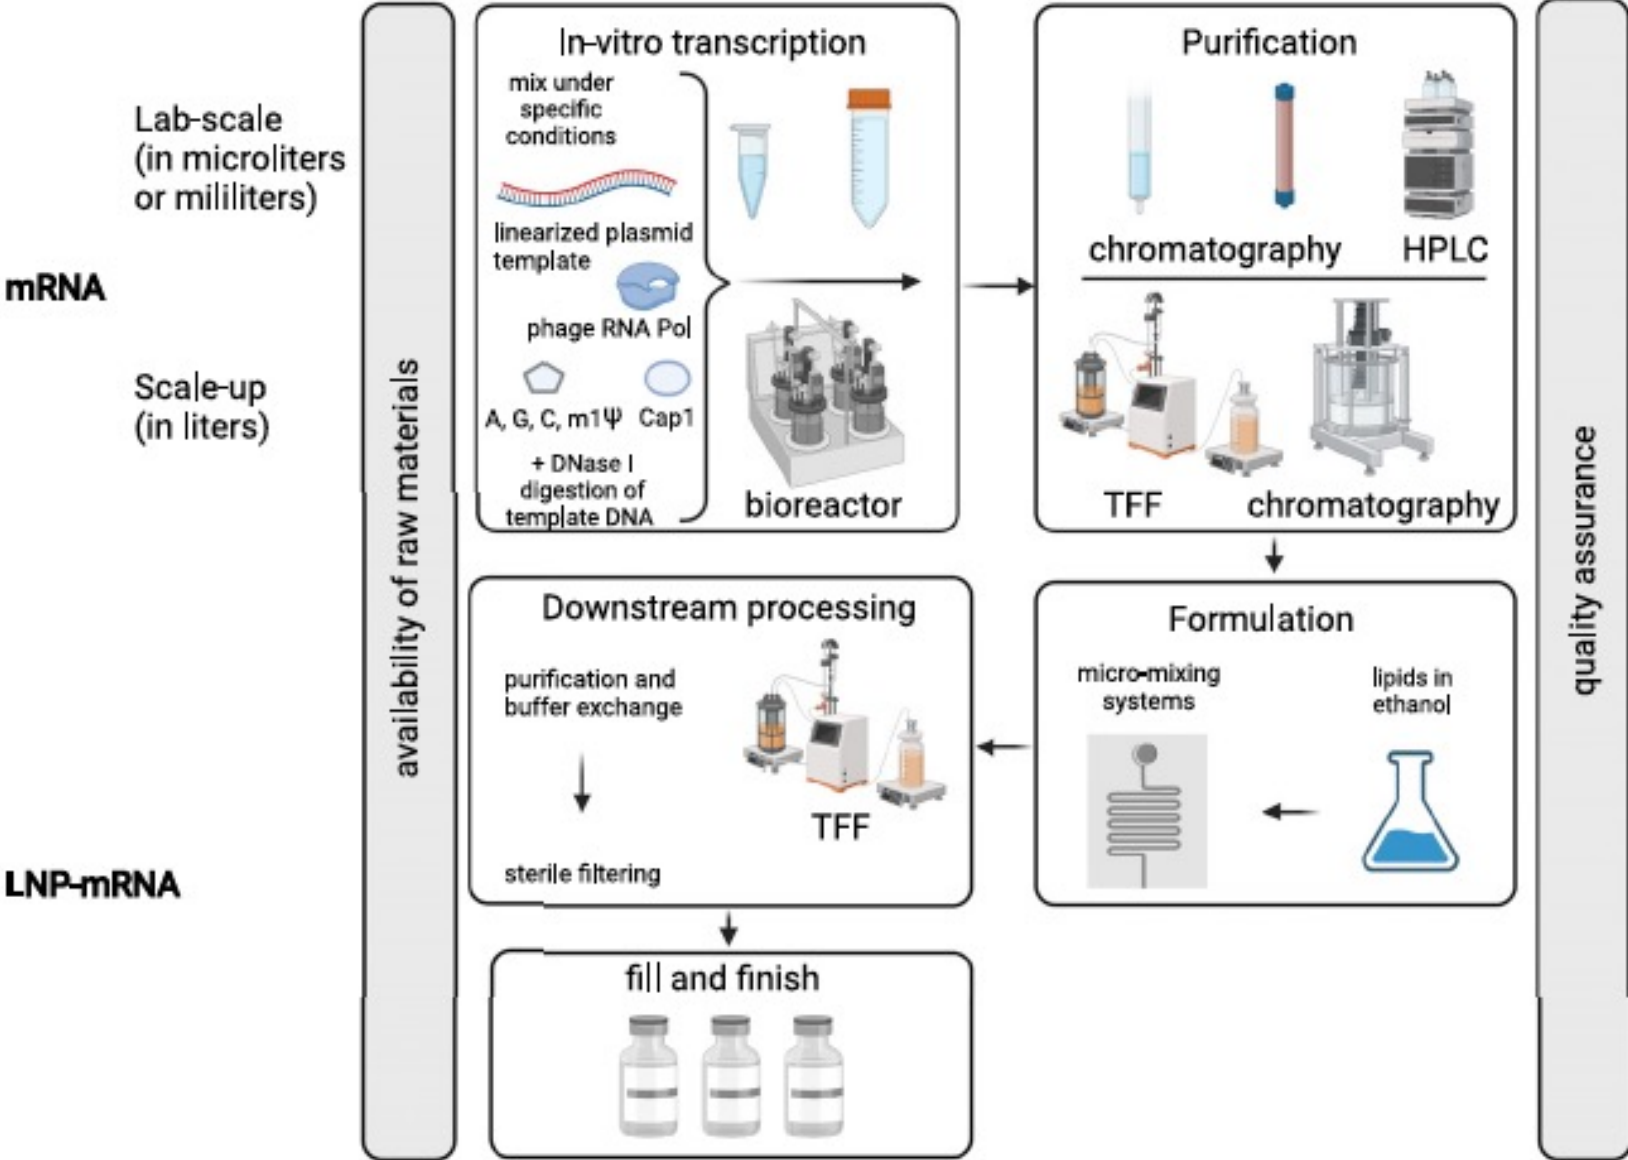 Lab-scale
(in microliters
or mililiters)
mRNA
Scale-up
(in liters)
LNP-mRNA
availability of raw materials
In-vitro transcription
mix under
specific
conditions
linearized plasmid
template
phage RNA Pol
A, G, C, m1Ψ
Cap1
+ DNase I
digestion of
template DNA
bioreactor
Purification
chromatography
HPLC
TFF
chromatography
Formulation
micro-mixing
systems
lipids in
ethanol
Downstream processing
purification and
buffer exchange
sterile filtering
TFF
fill and finish
quality assurance